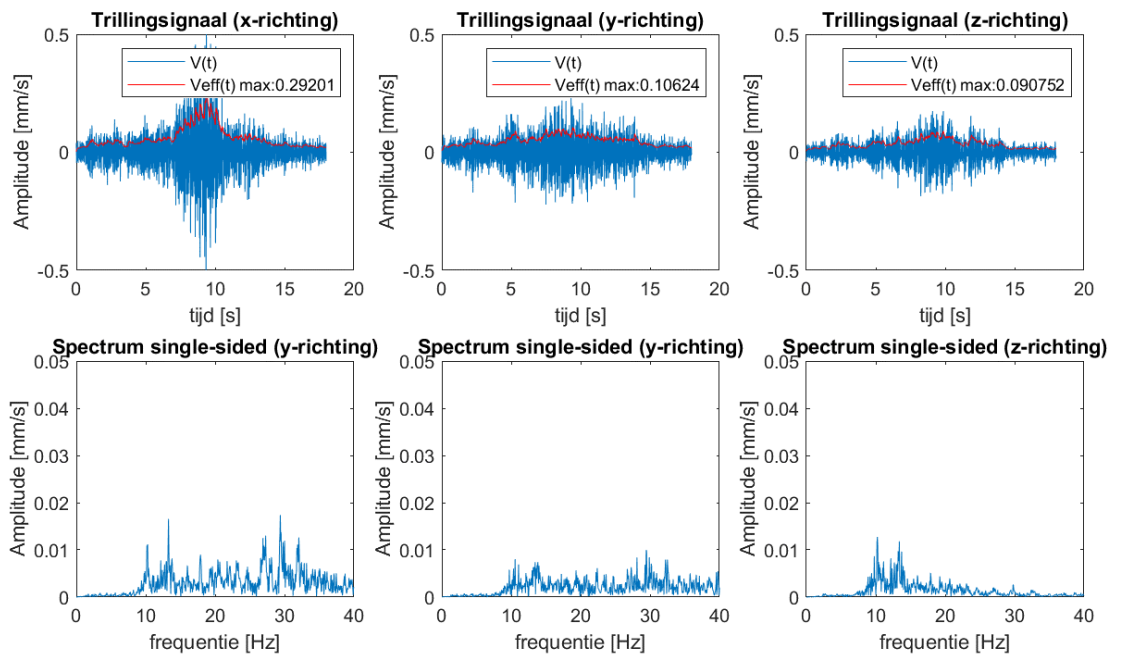 Trillingsignaal (x-richting)
0.5
0
-0.5
Amplitude [mm/s]
V(t)
Veff(t) max:0.29201
0 5 10 15 20
tijd [s]
Trillingsignaal (y-richting)
0.5
0
-0.5
Amplitude [mm/s]
V(t)
Veff(t) max:0.10624
0 5 10 15 20
tijd [s]
Trillingsignaal (z-richting)
0.5
0
-0.5
Amplitude [mm/s]
V(t)
Veff(t) max:0.090752
0 5 10 15 20
tijd [s]
Spectrum single-sided (y-richting)
0.05
0.04
0.03
0.02
0.01
0
Amplitude [mm/s]
0 10 20 30 40
frequentie [Hz]
Spectrum single-sided (y-richting)
0.05
0.04
0.03
0.02
0.01
0
Amplitude [mm/s]
0 10 20 30 40
frequentie [Hz]
Spectrum single-sided (z-richting)
0.05
0.04
0.03
0.02
0.01
0
Amplitude [mm/s]
0 10 20 30 40
frequentie [Hz]